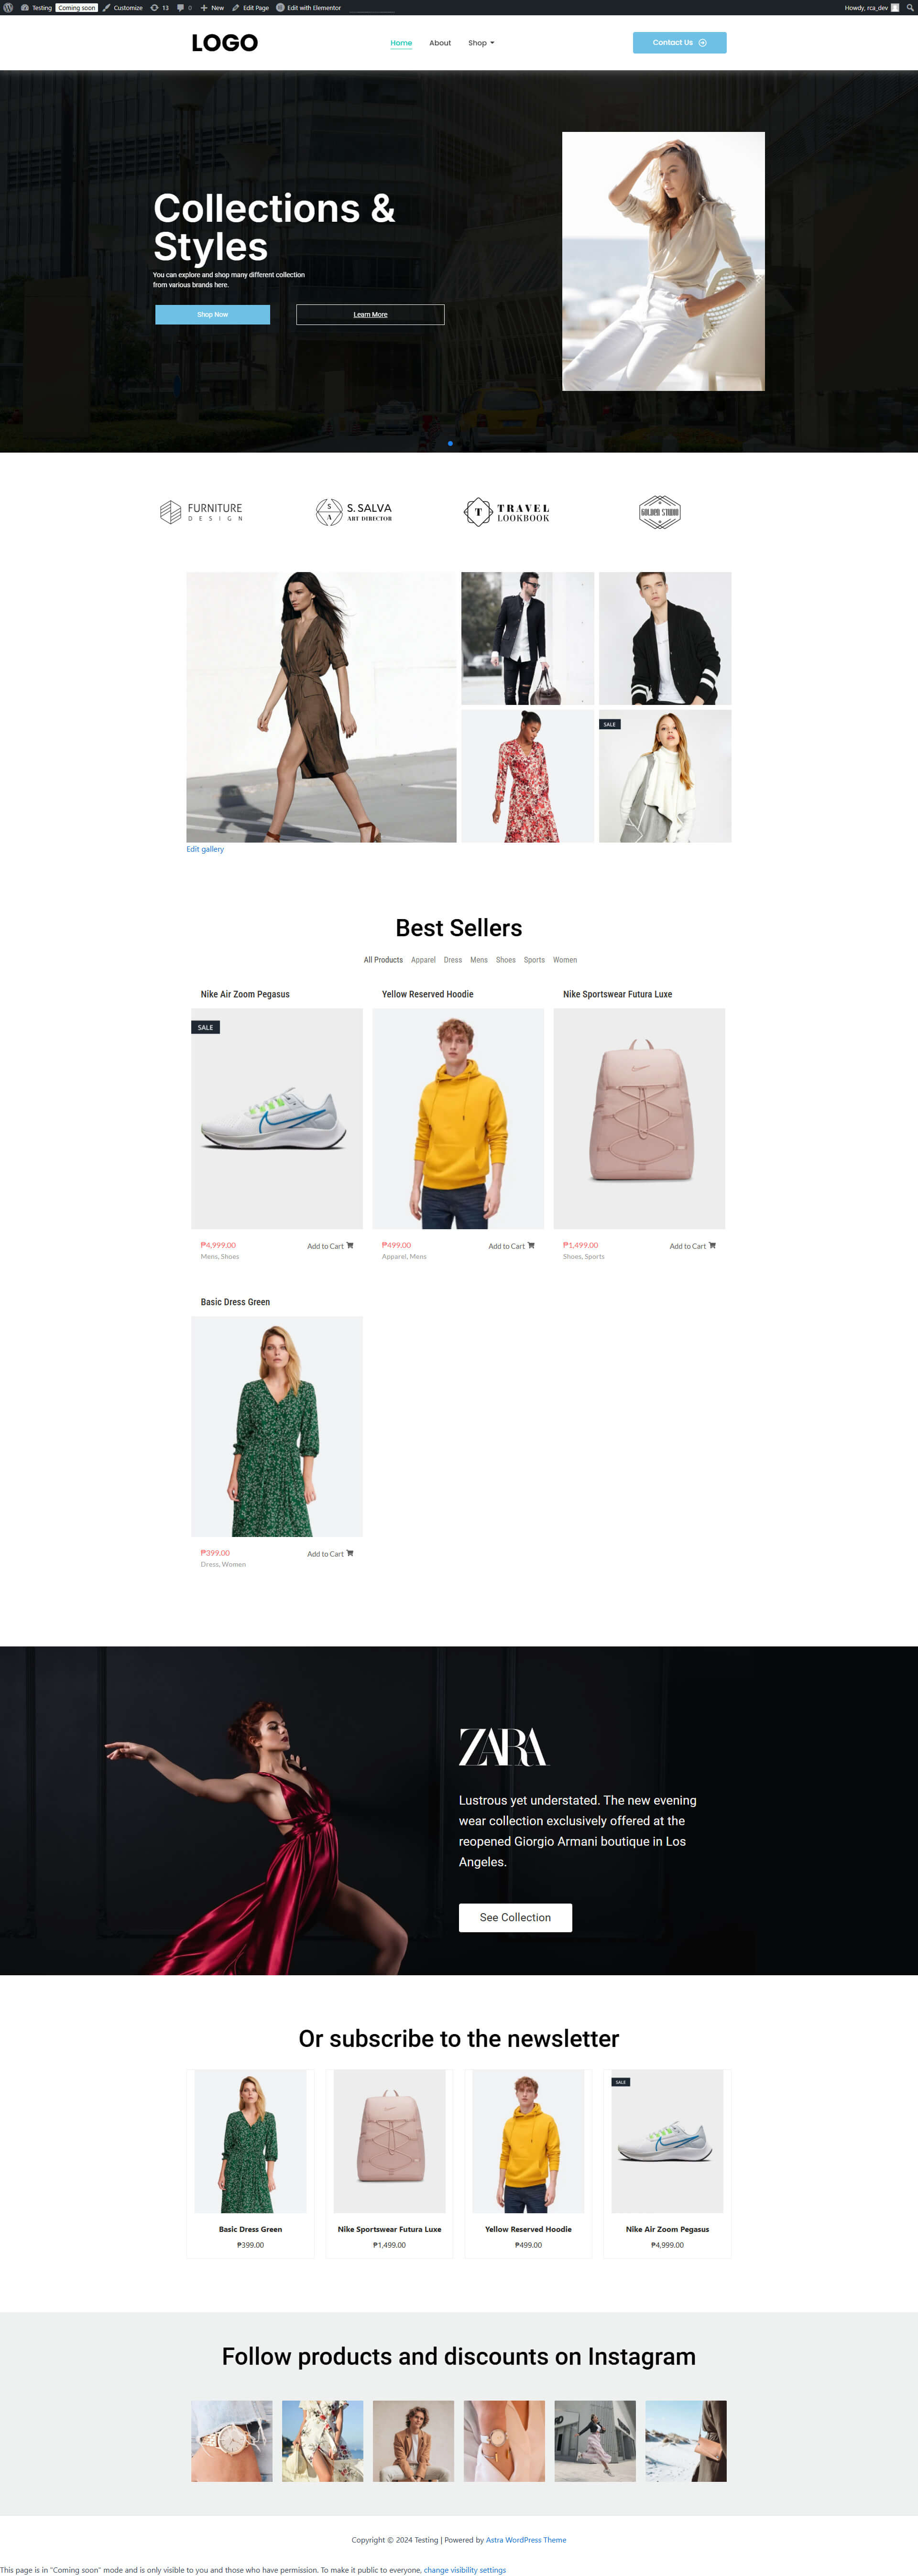 Testing Coming soon Customize 13 0 New Edit Page Edit with Elementor Howdy, rca_dev
LOGO
Home About Shop Contact Us
Collections &
Styles
You can explore and shop many different collection
from various brands here.
Shop Now Learn More
FURNITURE
DESIGN
S
A
S. SALVA
ART DIRECTOR
T
TRAVEL
LOOKBOOK
GOLDEN STUDIO
SALE
Edit gallery
Best Sellers
All Products Apparel Dress Mens Shoes Sports Women
Nike Air Zoom Pegasus
SALE
₱4,999.00
Add to Cart
Mens, Shoes
Yellow Reserved Hoodie
₱499.00
Add to Cart
Apparel, Mens
Nike Sportswear Futura Luxe
₱1,499.00
Add to Cart
Shoes, Sports
Basic Dress Green
₱399.00
Add to Cart
Dress, Women
ZARA
Lustrous yet understated. The new evening
wear collection exclusively offered at the
reopened Giorgio Armani boutique in Los
Angeles.
See Collection
Or subscribe to the newsletter
Basic Dress Green
₱399.00
Nike Sportswear Futura Luxe
₱1,499.00
Yellow Reserved Hoodie
₱499.00
SALE
Nike Air Zoom Pegasus
₱4,999.00
Follow products and discounts on Instagram
Copyright © 2024 Testing | Powered by Astra WordPress Theme
This page is in "Coming soon" mode and is only visible to you and those who have permission. To make it public to everyone, change visibility settings